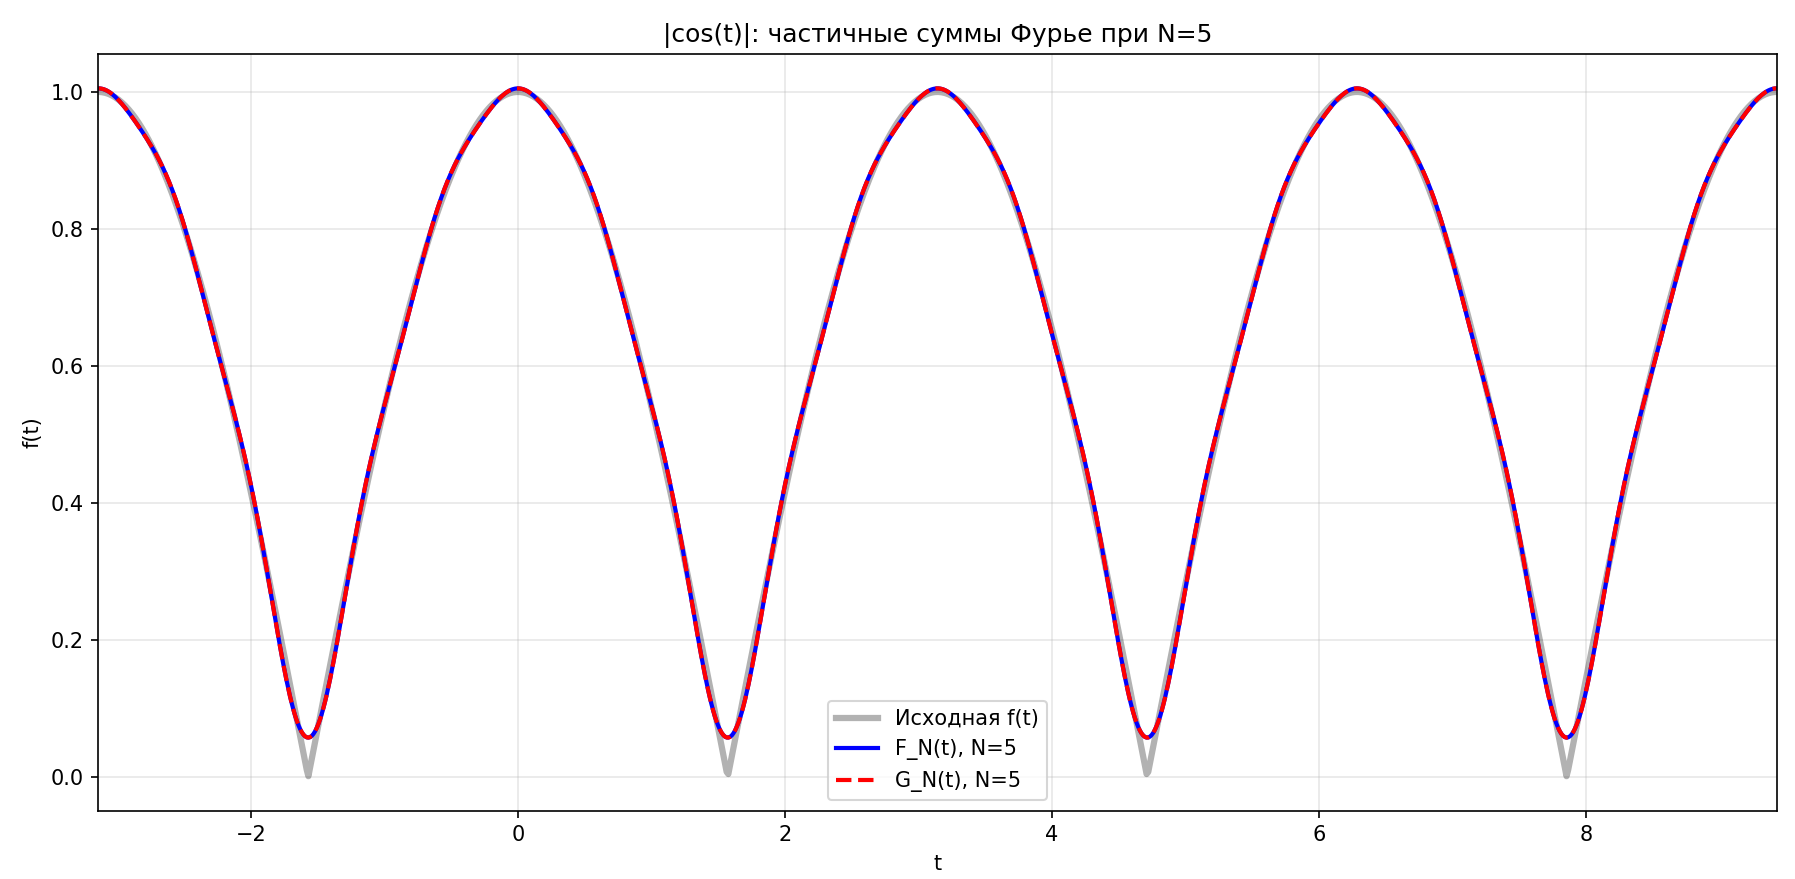 |cos(t)|: частичные суммы Фурье при N=5
f(t)
1.0
0.8
0.6
0.4
0.2
0.0
Исходная f(t)
F_N(t), N=5
G_N(t), N=5
−2
0
2
4
6
8
t